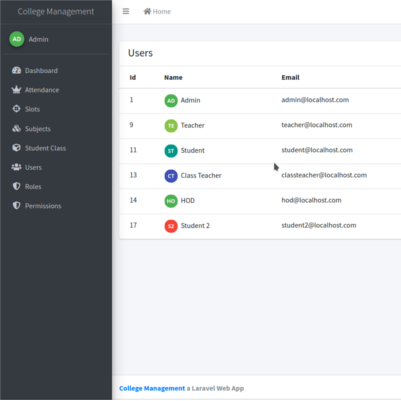 College Management
Home
AD Admin
Dashboard
Attendance
Slots
Subjects
Student Class
Users
Roles
Permissions
Users
Id Name Email
1 AD Admin admin@localhost.com
9 TE Teacher teacher@localhost.com
11 ST Student student@localhost.com
13 CT Class Teacher classteacher@localhost.com
14 HO HOD hod@localhost.com
17 S2 Student 2 student2@localhost.com
College Management a Laravel Web App